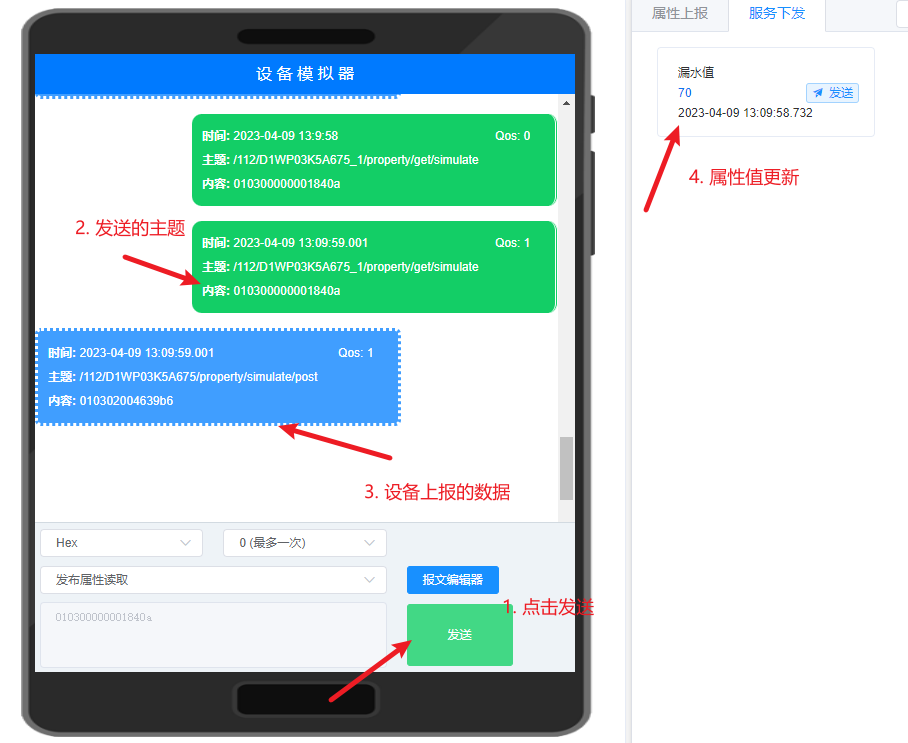 设备模拟器
时间: 2023-04-09 13:9:58 Qos: 0
主题: /112/D1WP03K5A675_1/property/get/simulate
内容: 010300000001840a
2. 发送的主题
时间: 2023-04-09 13:09:59.001 Qos: 1
主题: /112/D1WP03K5A675_1/property/get/simulate
内容: 010300000001840a
时间: 2023-04-09 13:09:59.001 Qos: 1
主题: /112/D1WP03K5A675/property/simulate/post
内容: 010302004639b6
3. 设备上报的数据
Hex 0 (最多一次)
发布属性读取 报文编辑器
1. 点击发送
010300000001840a
发送
属性上报 服务下发
漏水值
70 发送
2023-04-09 13:09:58.732
4. 属性值更新